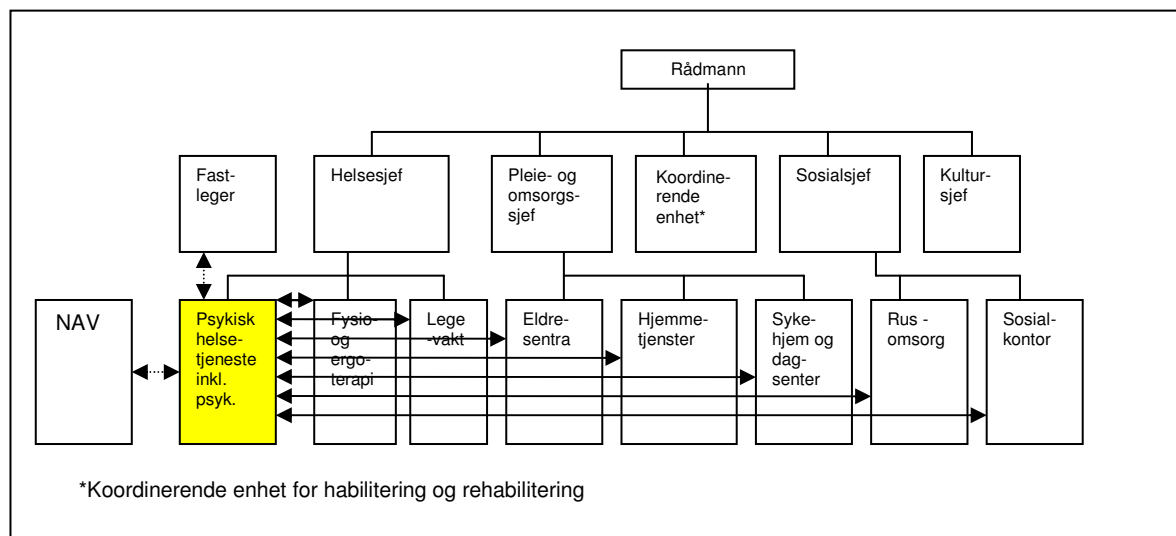 Rådmann
Fast-
leger
Helsesjef
Pleie- og
omsorgs-
sjef
Koordine-
rende
enhet*
Sosialsjef
Kultur-
sjef
NAV
Psykisk
helse-
tjeneste
inkl.
psyk.
Fysio-
og
ergo-
terapi
Lege
-vakt
Eldre-
sentra
Hjemme-
tjenster
Syke-
hjem og
dag-
senter
Rus -
omsorg
Sosial-
kontor
*Koordinerende enhet for habilitering og rehabilitering